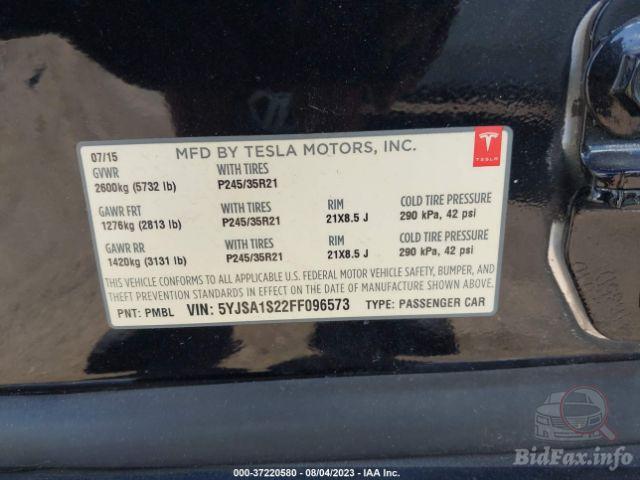 07/15 MFD BY TESLA MOTORS, INC. TESLA
GVWR WITH TIRES
2600kg (5732 lb) P245/35R21
GAWR FRT WITH TIRES RIM COLD TIRE PRESSURE
1276kg (2813 lb) P245/35R21 21X8.5 J 290 kPa, 42 psi
GAWR RR WITH TIRES RIM COLD TIRE PRESSURE
1420kg (3131 lb) P245/35R21 21X8.5 J 290 kPa, 42 psi
THIS VEHICLE CONFORMS TO ALL APPLICABLE U.S. FEDERAL MOTOR VEHICLE SAFETY, BUMPER, AND
THEFT PREVENTION STANDARDS IN EFFECT ON THE DATE OF MANUFACTURE SHOWN ABOVE.
PNT: PMBL VIN: 5YJSA1S22FF096573 TYPE: PASSENGER CAR
BidFax.info
000-37220580 - 08/04/2023 - IAA Inc.